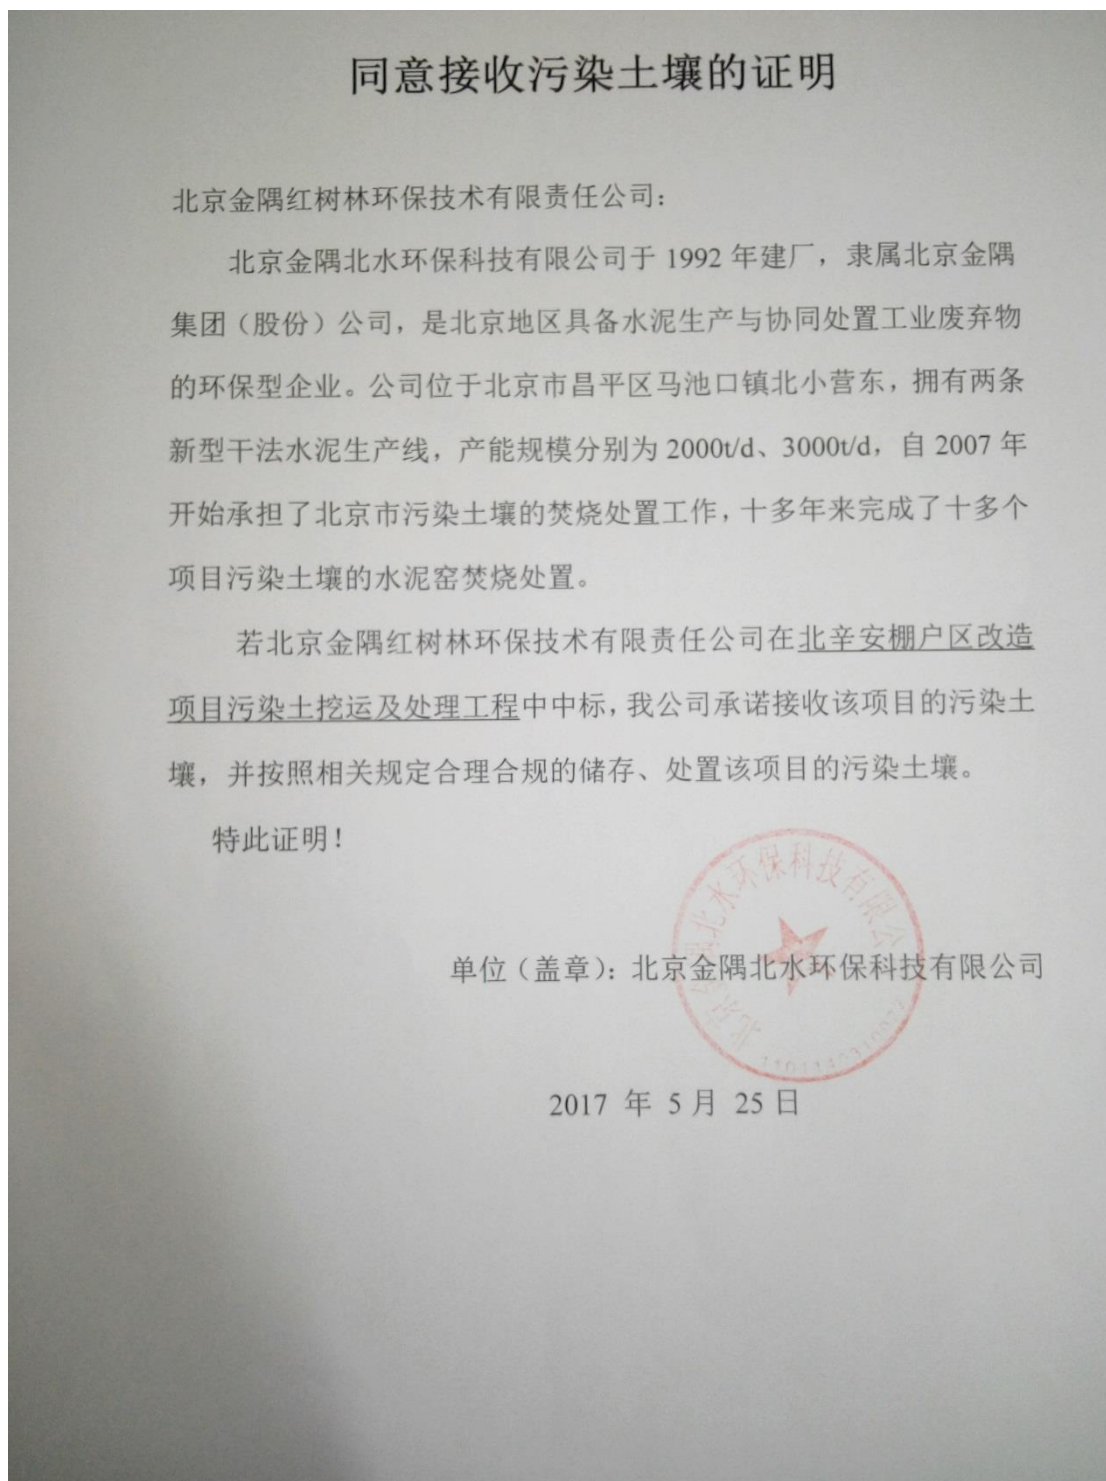 同意接收污染土壤的证明
北京金隅红树林环保技术有限责任公司：
北京金隅北水环保科技有限公司于 1992 年建厂，隶属北京金隅
集团（股份）公司，是北京地区具备水泥生产与协同处置工业废弃物
的环保型企业。公司位于北京市昌平区马池口镇北小营东，拥有两条
新型干法水泥生产线，产能规模分别为 2000t/d、3000t/d，自 2007 年
开始承担了北京市污染土壤的焚烧处置工作，十多年来完成了十多个
项目污染土壤的水泥窑焚烧处置。
若北京金隅红树林环保技术有限责任公司在北辛安棚户区改造
项目污染土挖运及处理工程中中标，我公司承诺接收该项目的污染土
壤，并按照相关规定合理合规的储存、处置该项目的污染土壤。
特此证明！
北京金隅北水环保科技有限公
单位（盖章）：北京金隅北水环保科技有限公司
2017 年 5 月 25 日